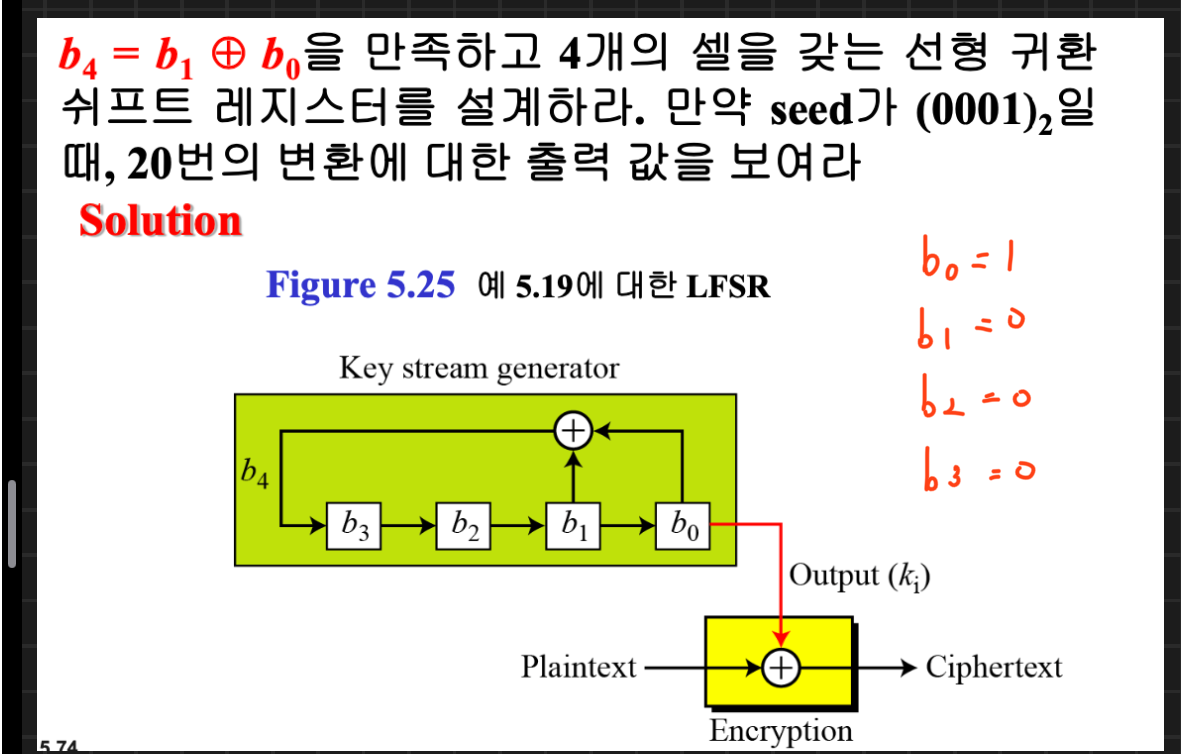 b₄ = b₁ ⊕ b₀을 만족하고 4개의 셀을 갖는 선형 귀환
쉬프트 레지스터를 설계하라. 만약 seed가 (0001)₂일
때, 20번의 변환에 대한 출력 값을 보여라
Solution
Figure 5.25 예 5.19에 대한 LFSR
b₀ = 1
b₁ = 0
b₂ = 0
b₃ = 0
Key stream generator
+
b₄
b₃ b₂ b₁ b₀
Output (kᵢ)
Plaintext + Ciphertext
Encryption
5.74